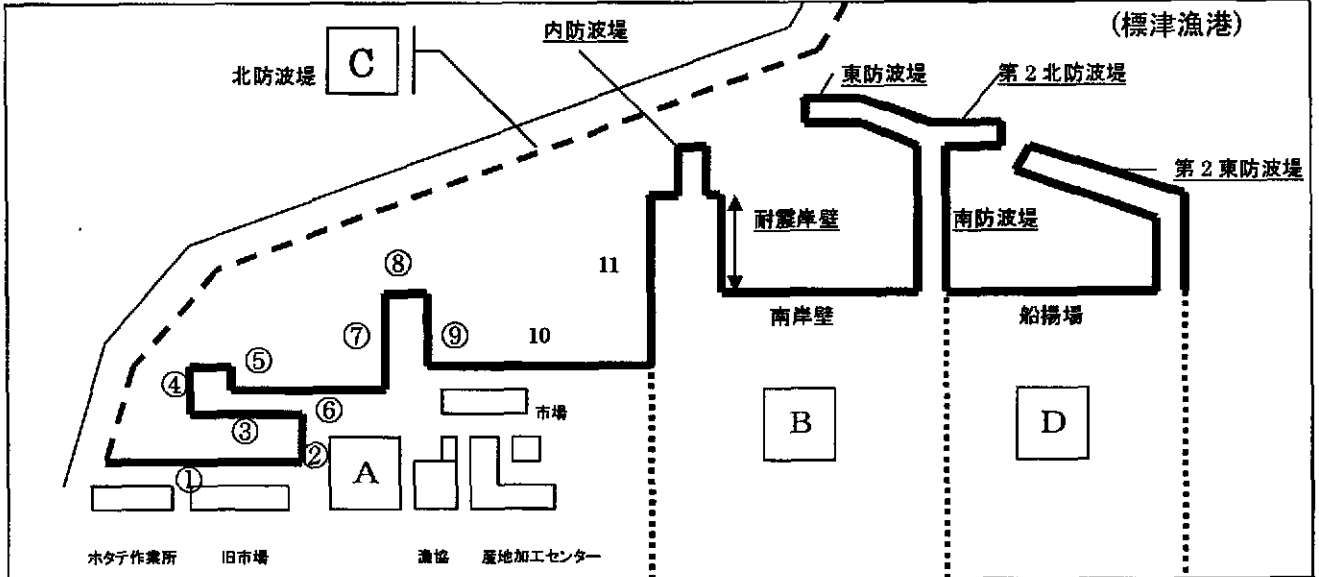 (標津漁港)
内防波堤
東防波堤
第2北防波堤
北防波堤
C
第2東防波堤
耐震岸壁
南防波堤
⑧
11
南岸壁
船揚場
⑦
⑨
10
⑤
④
⑥
市場
③
B
D
②
A
①
ホタテ作業所
旧市場
漁協
産地加工センター